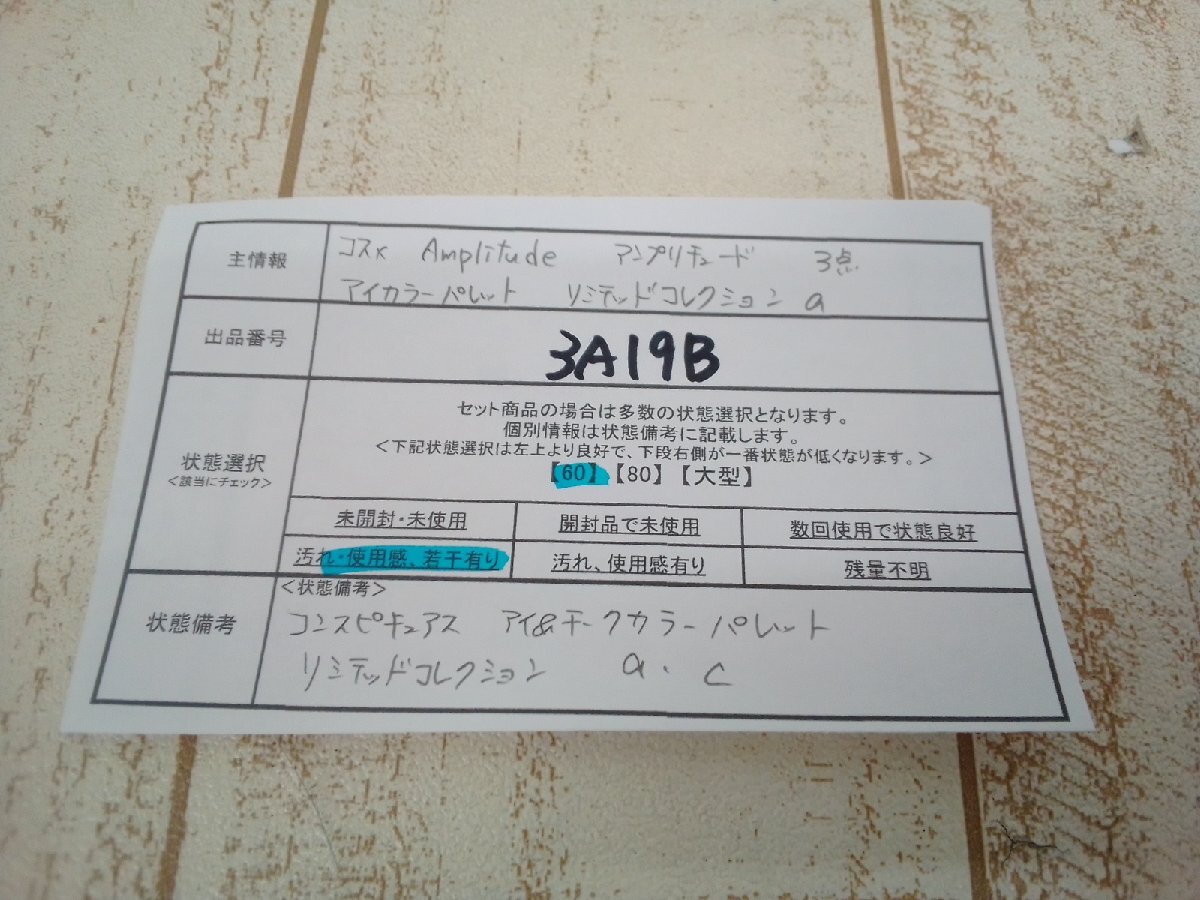 主情報
コスメ Amplitude アンプリチュード 3点
アイカラーパレット リミテッドコレクション a
出品番号
3A19B
状態選択
<該当にチェック>
セット商品の場合は多数の状態選択となります。
個別情報は状態備考に記載します。
<下記状態選択は左上より良好で、下段右側が一番状態が低くなります。>
【60】【80】【大型】
未開封・未使用 開封品で未使用 数回使用で状態良好
汚れ・使用感、若干有り 汚れ、使用感有り 残量不明
状態備考
<状態備考>
コンスピキュアス アイ&チークカラーパレット
リミテッドコレクション a. c